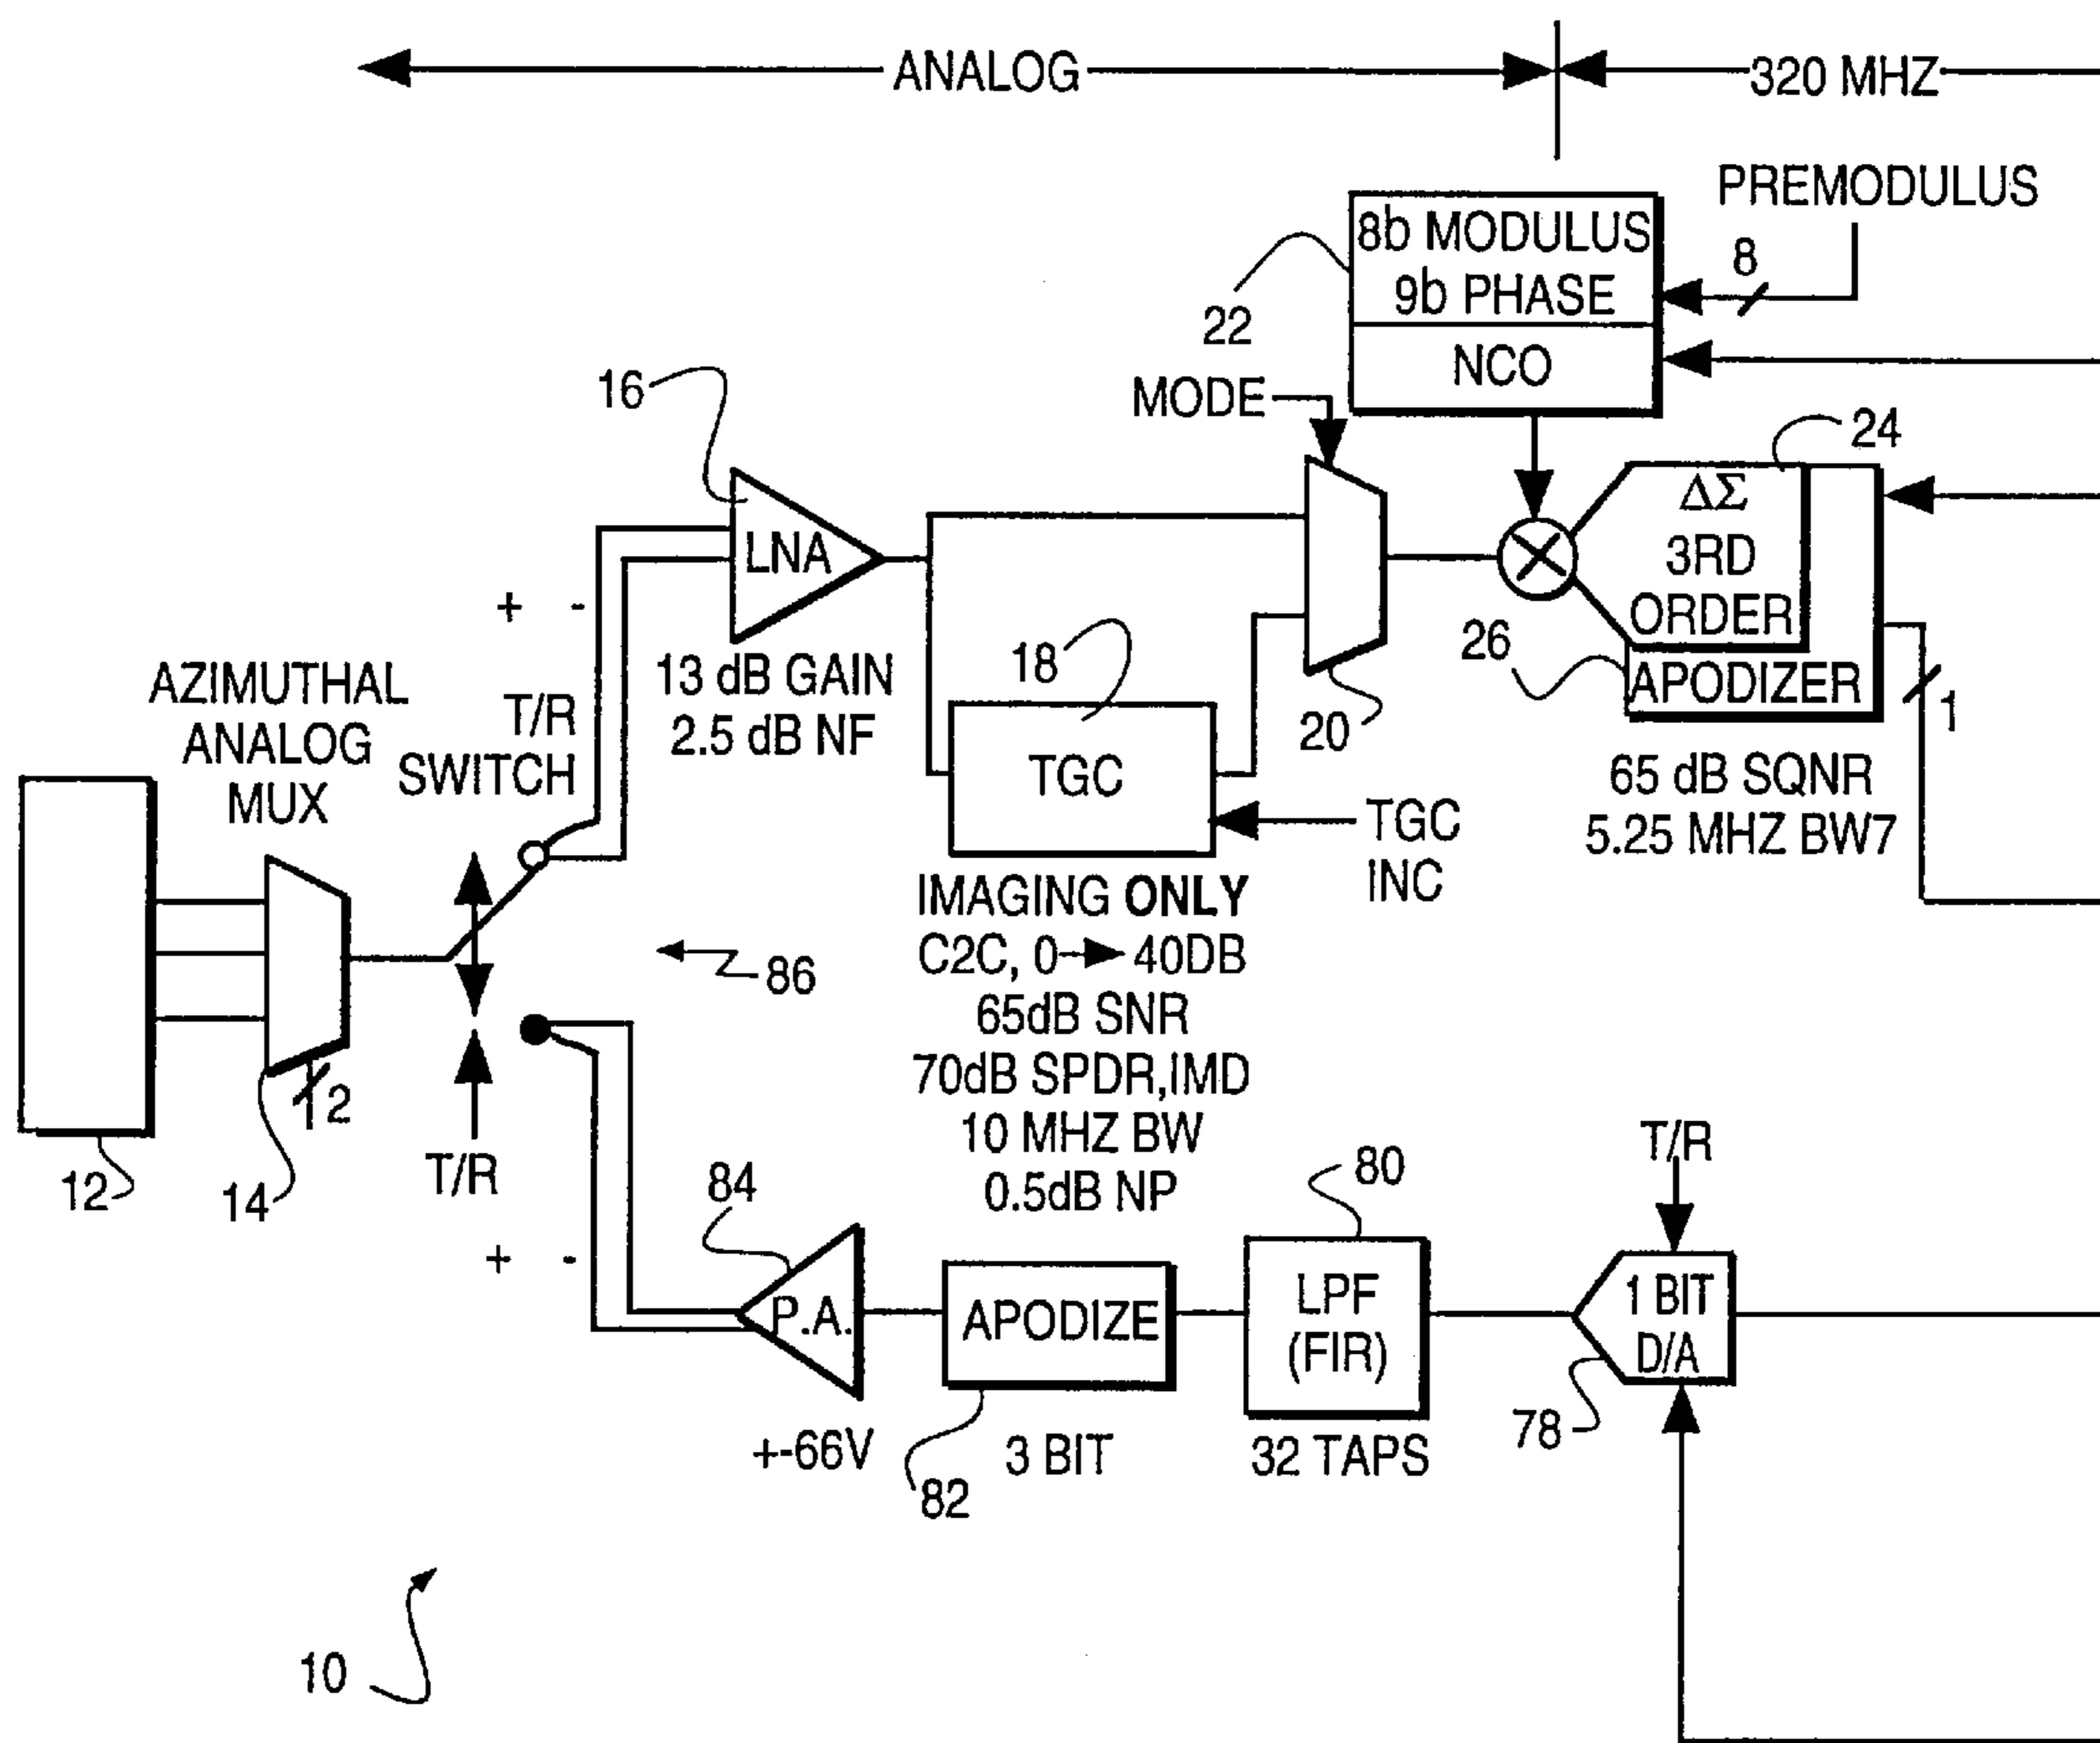 ANALOG
320 MHZ
PREMODULUS
8b MODULUS
9b PHASE
8
22
NCO
MODE
16
24
LNA
ΔΣ
3RD
ORDER
+ -
26
APODIZER
18
13 dB GAIN
2.5 dB NF
20
1
AZIMUTHAL
ANALOG
MUX
T/R
SWITCH
TGC
65 dB SQNR
5.25 MHZ BW7
TGC
INC
IMAGING ONLY
C2C, 0 → 40DB
65dB SNR
70dB SPDR,IMD
10 MHZ BW
0.5dB NP
86
2
12
14
T/R
84
80
T/R
+ -
P.A.
APODIZE
LPF
(FIR)
1 BIT
D/A
78
+-66V
82
3 BIT
32 TAPS
10